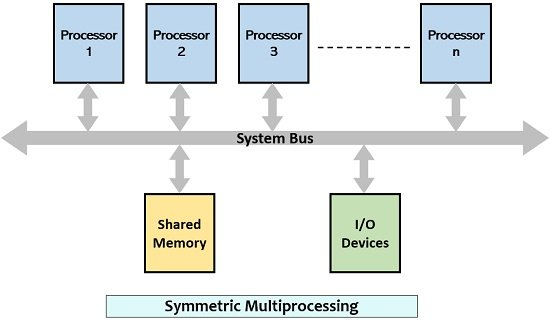 Processor
1
Processor
2
Processor
3
Processor
n
System Bus
Shared
Memory
I/O
Devices
Symmetric Multiprocessing